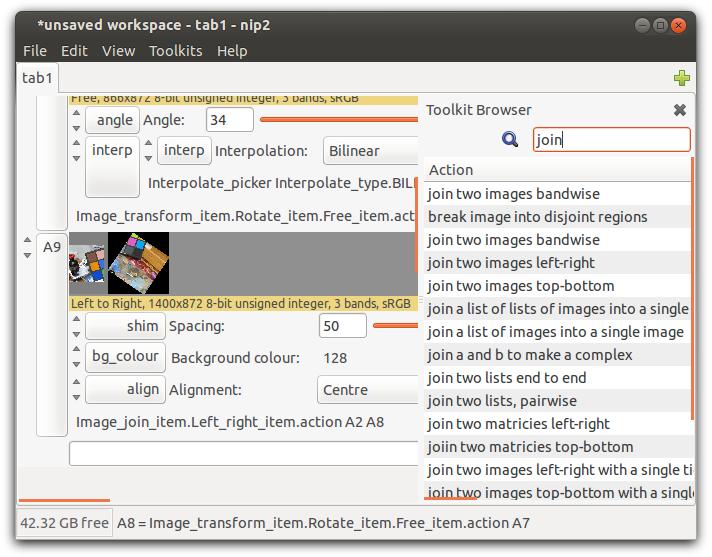 *unsaved workspace - tab1 - nip2
File Edit View Toolkits Help
tab1
Free, 866x872 8-bit unsigned integer, 3 bands, sRGB
angle Angle: 34
interp interp Interpolation: Bilinear
Interpolate_picker Interpolate_type.BIL
Image_transform_item.Rotate_item.Free_item.act
A9
Left to Right, 1400x872 8-bit unsigned integer, 3 bands, sRGB
shim Spacing: 50
bg_colour Background colour: 128
align Alignment: Centre
Image_join_item.Left_right_item.action A2 A8
Toolkit Browser
join
Action
join two images bandwise
break image into disjoint regions
join two images bandwise
join two images left-right
join two images top-bottom
join a list of lists of images into a single
join a list of images into a single image
join a and b to make a complex
join two lists end to end
join two lists, pairwise
join two matricies left-right
joiin two matricies top-bottom
join two images left-right with a single ti
join two images top-bottom with a singl
42.32 GB free A8 = Image_transform_item.Rotate_item.Free_item.action A7